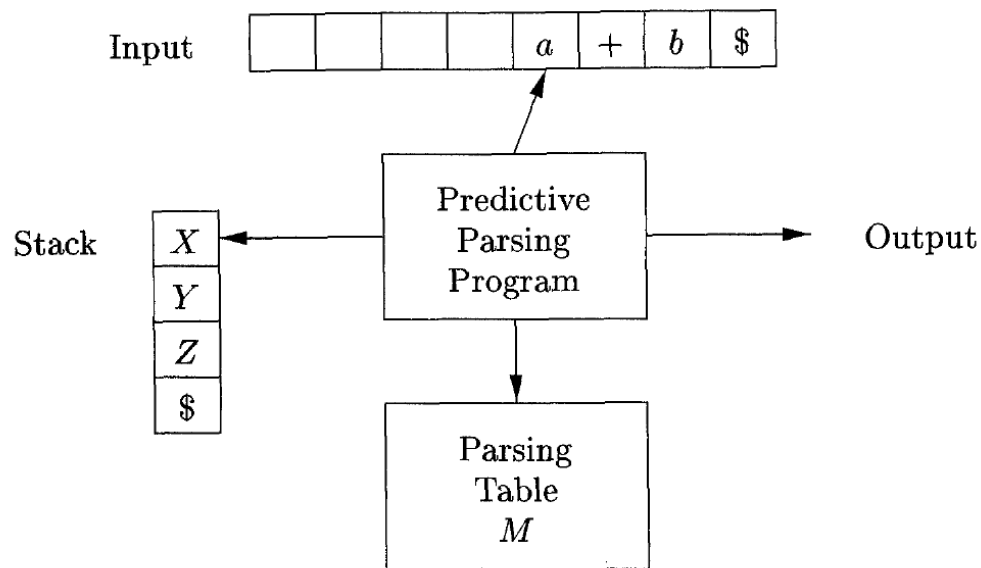 Input
a + b $
Predictive
Parsing
Program
Stack
X
Y
Z
$
Output
Parsing
Table
M